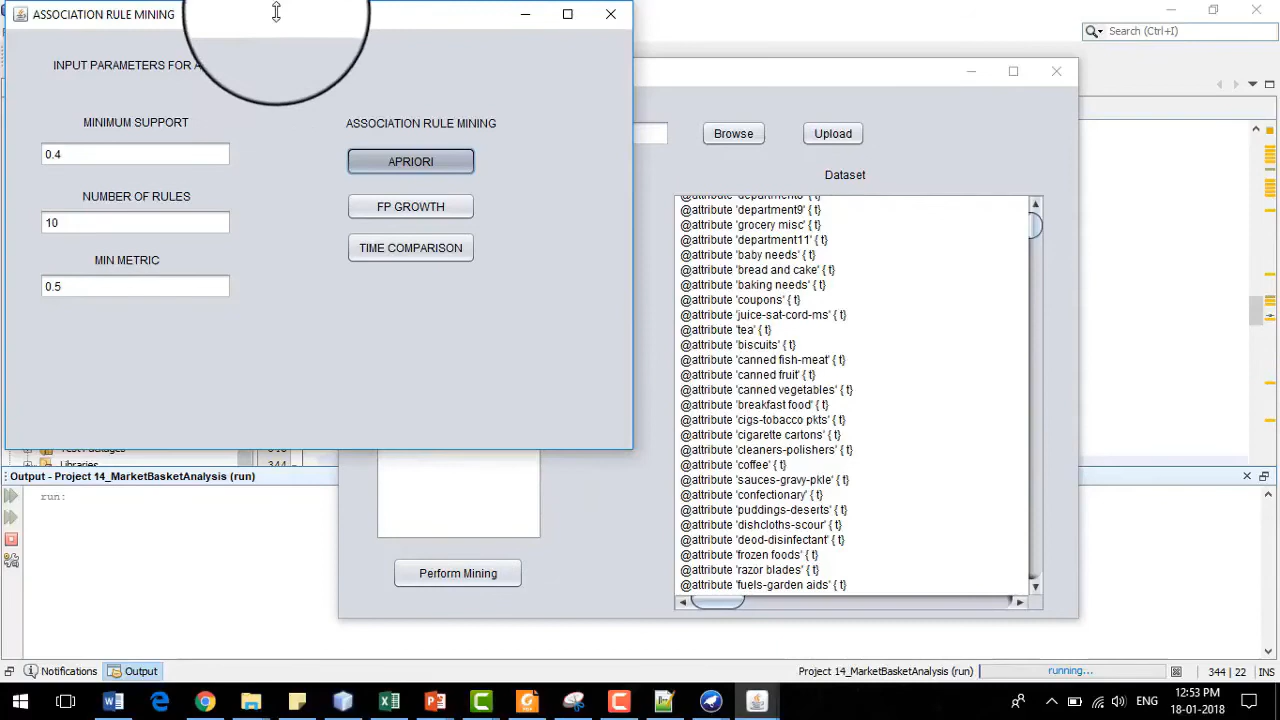 ASSOCIATION RULE MINING
Search (Ctrl+I)
INPUT PARAMETERS FOR A
MINIMUM SUPPORT
0.4
NUMBER OF RULES
10
MIN METRIC
0.5
ASSOCIATION RULE MINING
APRIORI
FP GROWTH
TIME COMPARISON
Browse
Upload
Dataset
@attribute 'department9' { t}
@attribute 'grocery misc' { t}
@attribute 'department11' { t}
@attribute 'baby needs' { t}
@attribute 'bread and cake' { t}
@attribute 'baking needs' { t}
@attribute 'coupons' { t}
@attribute 'juice-sat-cord-ms' { t}
@attribute 'tea' { t}
@attribute 'biscuits' { t}
@attribute 'canned fish-meat' { t}
@attribute 'canned fruit' { t}
@attribute 'canned vegetables' { t}
@attribute 'breakfast food' { t}
@attribute 'cigs-tobacco pkts' { t}
@attribute 'cigarette cartons' { t}
@attribute 'cleaners-polishers' { t}
@attribute 'coffee' { t}
@attribute 'sauces-gravy-pkle' { t}
@attribute 'confectionary' { t}
@attribute 'puddings-deserts' { t}
@attribute 'dishcloths-scour' { t}
@attribute 'deod-disinfectant' { t}
@attribute 'frozen foods' { t}
@attribute 'razor blades' { t}
@attribute 'fuels-garden aids' { t}
Perform Mining
Libraries
344
Output - Project 14_MarketBasketAnalysis (run)
run:
Notifications
Output
Project 14_MarketBasketAnalysis (run)
running...
344 | 22
INS
ENG
12:53 PM
18-01-2018